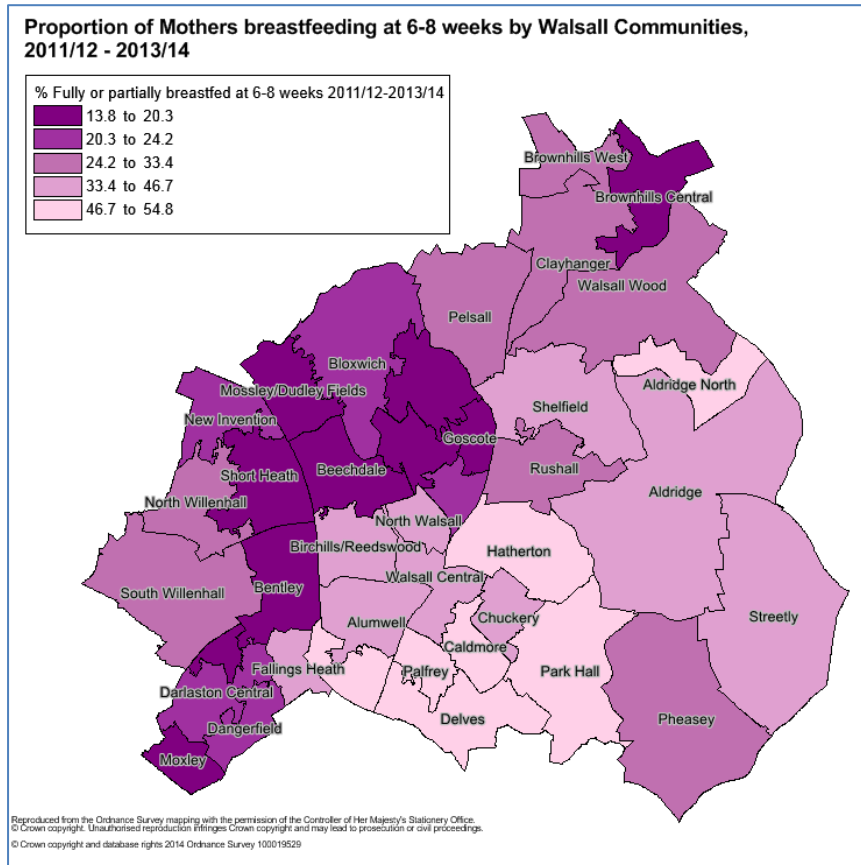 Proportion of Mothers breastfeeding at 6-8 weeks by Walsall Communities,
2011/12 - 2013/14
% Fully or partially breastfed at 6-8 weeks 2011/12-2013/14
13.8 to 20.3
20.3 to 24.2
24.2 to 33.4
33.4 to 46.7
46.7 to 54.8
Brownhills West
Brownhills Central
Clayhanger
Walsall Wood
Pelsall
Bloxwich
Aldridge North
Mossley/Dudley Fields
Shelfield
New Invention
Goscote
Short Heath
Beechdale
Rushall
Aldridge
North Willenhall
North Walsall
Birchills/Reedswood
Hatherton
Walsall Central
South Willenhall
Bentley
Chuckery
Streetly
Alumwell
Caldmore
Fallings Heath
Palfrey
Park Hall
Darlaston Central
Delves
Pheasey
Dangerfield
Moxley
Reproduced from the Ordnance Survey mapping with the permission of the Controller of Her Majesty's Stationery Office.
© Crown copyright. Unauthorised reproduction infringes Crown copyright and may lead to prosecution or civil proceedings.
© Crown copyright and database rights 2014 Ordnance Survey 100019529